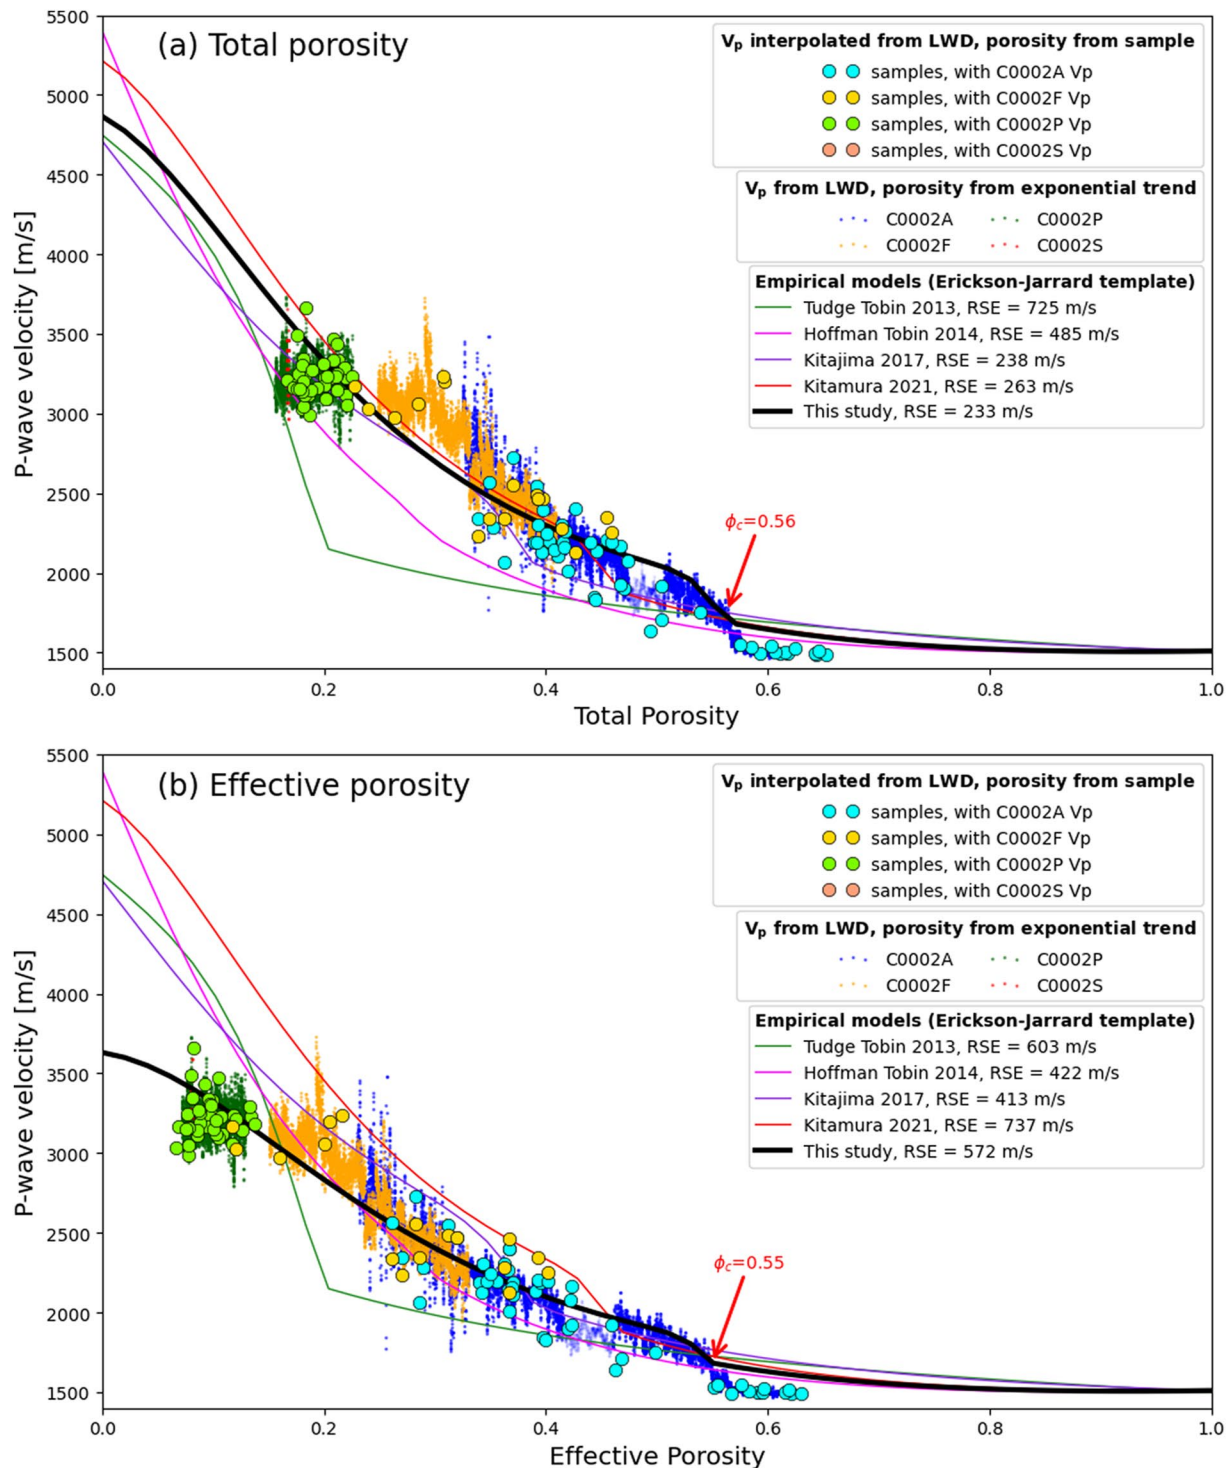 (a) Total porosity
V_p interpolated from LWD, porosity from sample
samples, with C0002A Vp
samples, with C0002F Vp
samples, with C0002P Vp
samples, with C0002S Vp
V_p from LWD, porosity from exponential trend
C0002A C0002P
C0002F C0002S
Empirical models (Erickson-Jarrard template)
Tudge Tobin 2013, RSE = 725 m/s
Hoffman Tobin 2014, RSE = 485 m/s
Kitajima 2017, RSE = 238 m/s
Kitamura 2021, RSE = 263 m/s
This study, RSE = 233 m/s
ϕc=0.56
5500
5000
4500
4000
3500
3000
2500
2000
1500
P-wave velocity [m/s]
0.0 0.2 0.4 0.6 0.8 1.0
Total Porosity
(b) Effective porosity
V_p interpolated from LWD, porosity from sample
samples, with C0002A Vp
samples, with C0002F Vp
samples, with C0002P Vp
samples, with C0002S Vp
V_p from LWD, porosity from exponential trend
C0002A C0002P
C0002F C0002S
Empirical models (Erickson-Jarrard template)
Tudge Tobin 2013, RSE = 603 m/s
Hoffman Tobin 2014, RSE = 422 m/s
Kitajima 2017, RSE = 413 m/s
Kitamura 2021, RSE = 737 m/s
This study, RSE = 572 m/s
ϕc=0.55
5500
5000
4500
4000
3500
3000
2500
2000
1500
P-wave velocity [m/s]
0.0 0.2 0.4 0.6 0.8 1.0
Effective Porosity